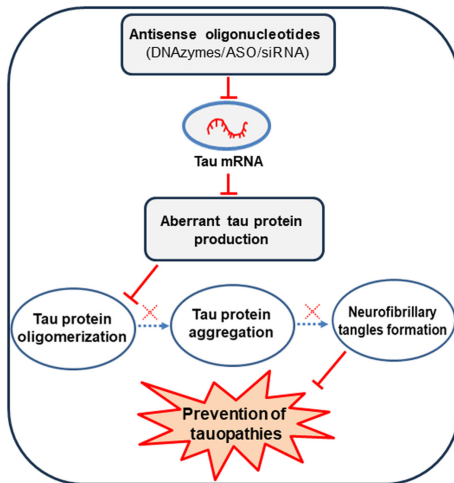 Antisense oligonucleotides
(DNAzymes/ASO/siRNA)
Tau mRNA
Aberrant tau protein
production
Tau protein
oligomerization
Tau protein
aggregation
Neurofibrillary
tangles formation
Prevention of
tauopathies